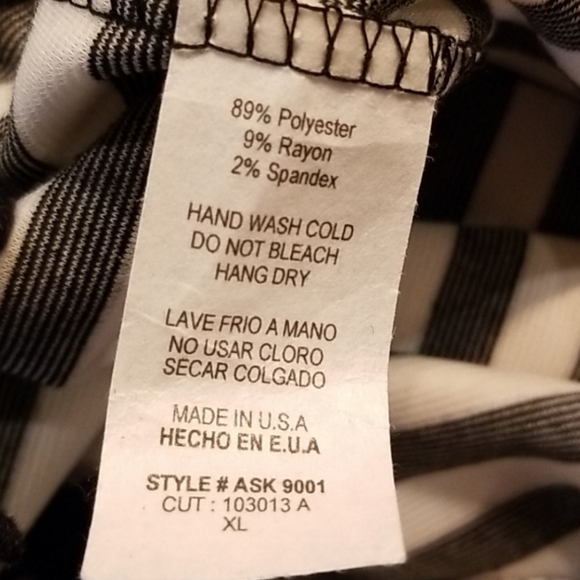 89% Polyester
9% Rayon
2% Spandex
HAND WASH COLD
DO NOT BLEACH
HANG DRY
LAVE FRIO A MANO
NO USAR CLORO
SECAR COLGADO
MADE IN U.S.A
HECHO EN E.U.A
STYLE # ASK 9001
CUT : 103013 A
XL